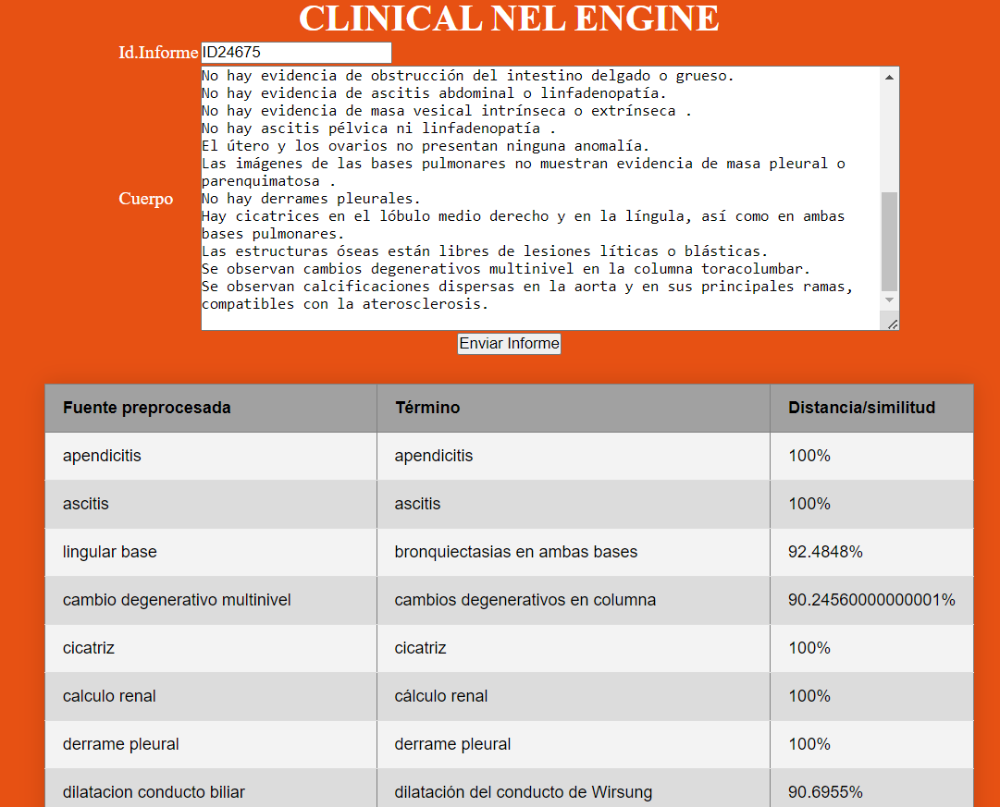 CLINICAL NEL ENGINE
Id.Informe ID24675
No hay evidencia de obstrucción del intestino delgado o grueso.
No hay evidencia de ascitis abdominal o linfadenopatía.
No hay evidencia de masa vesical intrínseca o extrínseca .
No hay ascitis pélvica ni linfadenopatía .
El útero y los ovarios no presentan ninguna anomalía.
Las imágenes de las bases pulmonares no muestran evidencia de masa pleural o
parenquimatosa .
Cuerpo
No hay derrames pleurales.
Hay cicatrices en el lóbulo medio derecho y en la língula, así como en ambas
bases pulmonares.
Las estructuras óseas están libres de lesiones líticas o blásticas.
Se observan cambios degenerativos multinivel en la columna toracolumbar.
Se observan calcificaciones dispersas en la aorta y en sus principales ramas,
compatibles con la aterosclerosis.
Enviar Informe
Fuente preprocesada Término Distancia/similitud
apendicitis apendicitis 100%
ascitis ascitis 100%
lingular base bronquiectasias en ambas bases 92.4848%
cambio degenerativo multinivel cambios degenerativos en columna 90.24560000000001%
cicatriz cicatriz 100%
calculo renal cálculo renal 100%
derrame pleural derrame pleural 100%
dilatacion conducto biliar dilatación del conducto de Wirsung 90.6955%